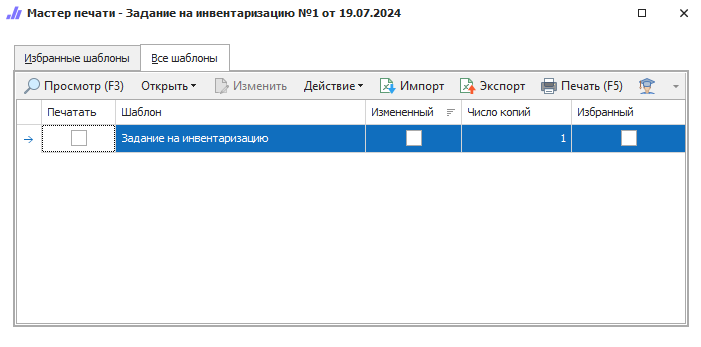 Мастер печати - Задание на инвентаризацию №1 от 19.07.2024
Избранные шаблоны Все шаблоны
Просмотр (F3) Открыть Изменить Действие Импорт Экспорт Печать (F5)
Печатать Шаблон Измененный Число копий Избранный
Задание на инвентаризацию 1